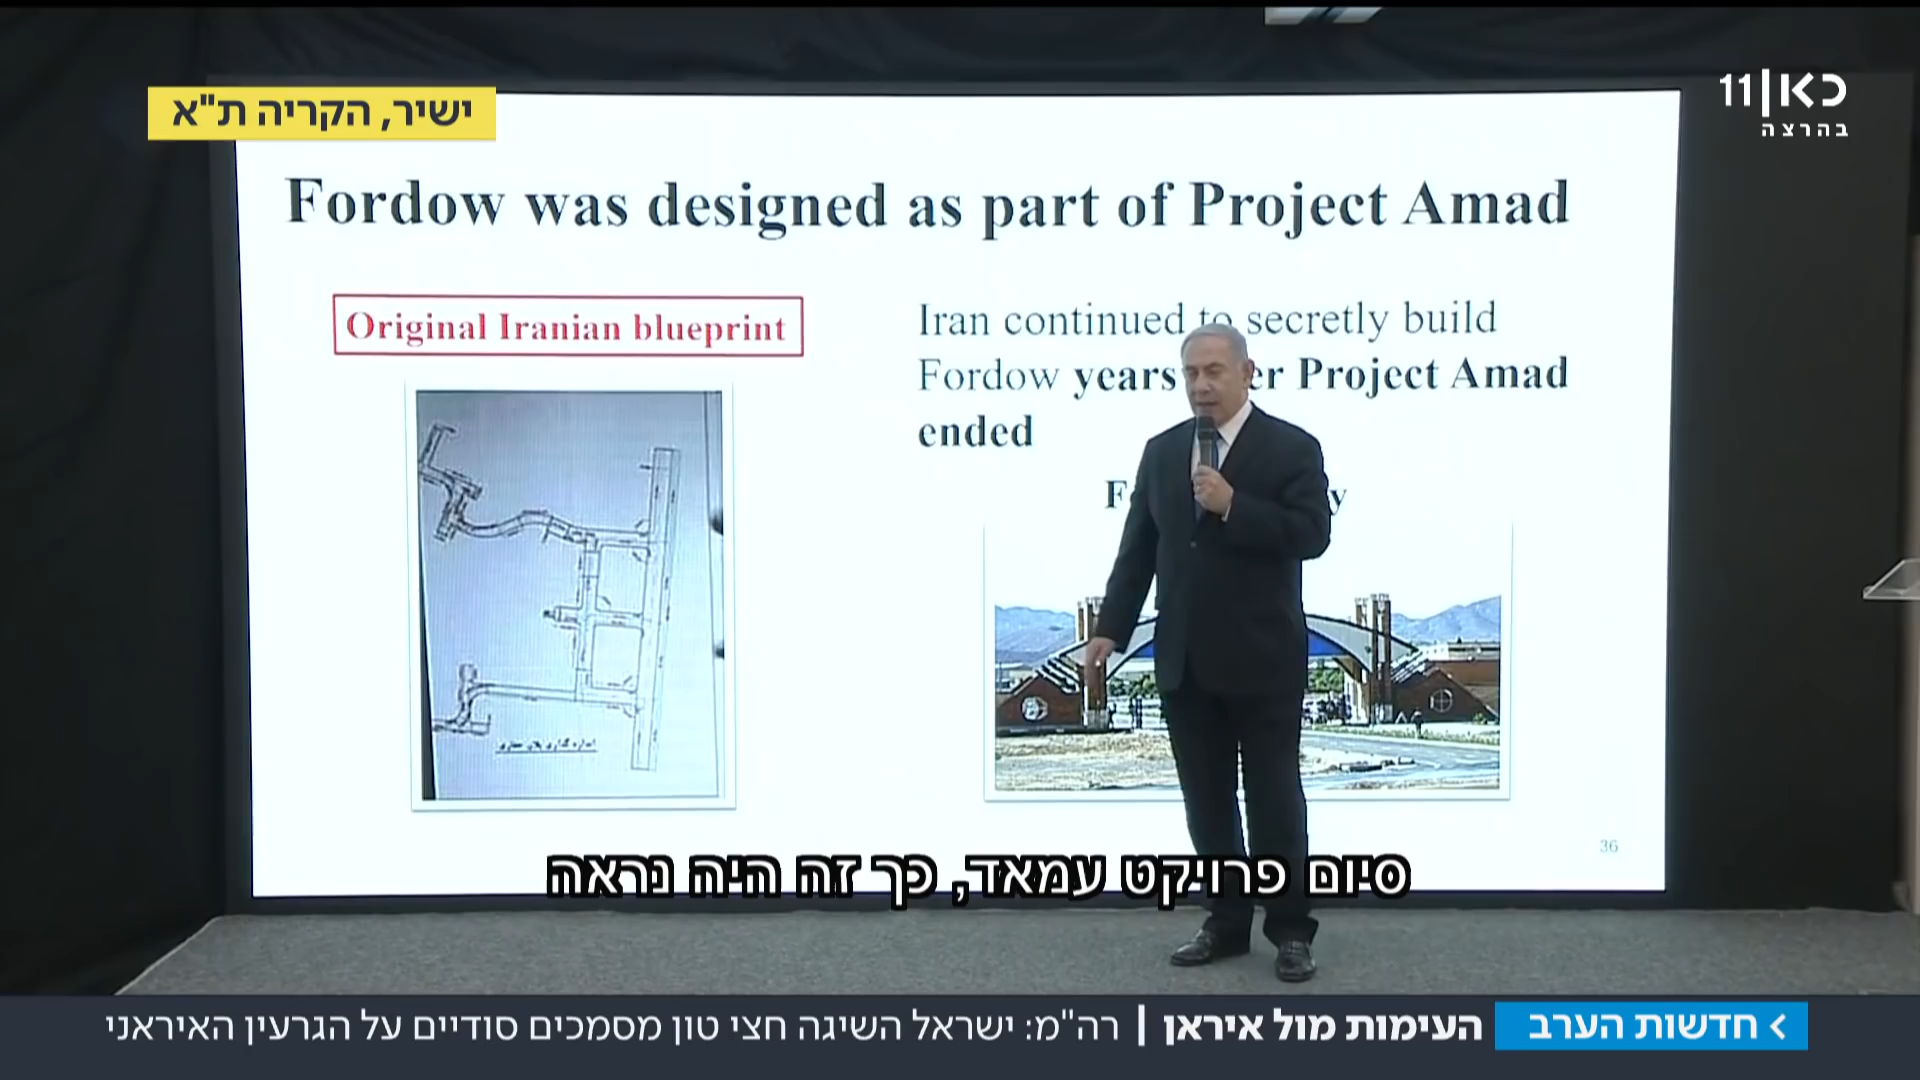 ישיר, הקריה ת"א
כאן 11
בהרצה
Fordow was designed as part of Project Amad
Original Iranian blueprint
Iran continued to secretly build
Fordow years Project Amad
ended
36
סיום פרויקט עמאד, כך זה היה נראה
חדשות הערב
העימות מול איראן | רה"מ: ישראל השיגה חצי טון מסמכים סודיים על הגרעין האיראני